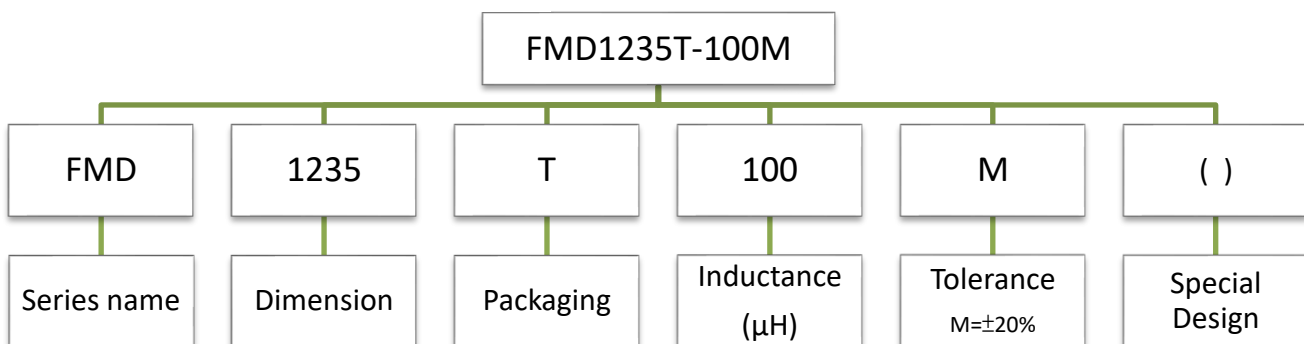 FMD1235T-100M
FMD
1235
T
100
M
( )
Series name
Dimension
Packaging
Inductance
(μH)
Tolerance
M=±20%
Special
Design